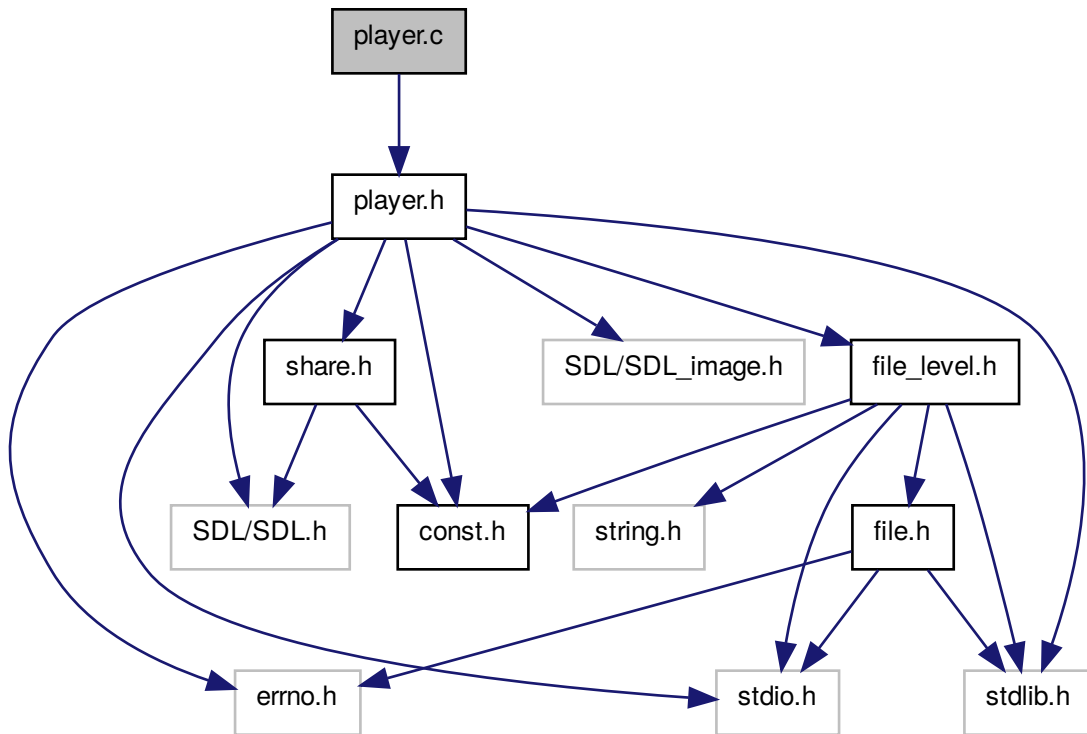 player.c
player.h
share.h
SDL/SDL_image.h
file_level.h
SDL/SDL.h
const.h
string.h
file.h
errno.h
stdio.h
stdlib.h